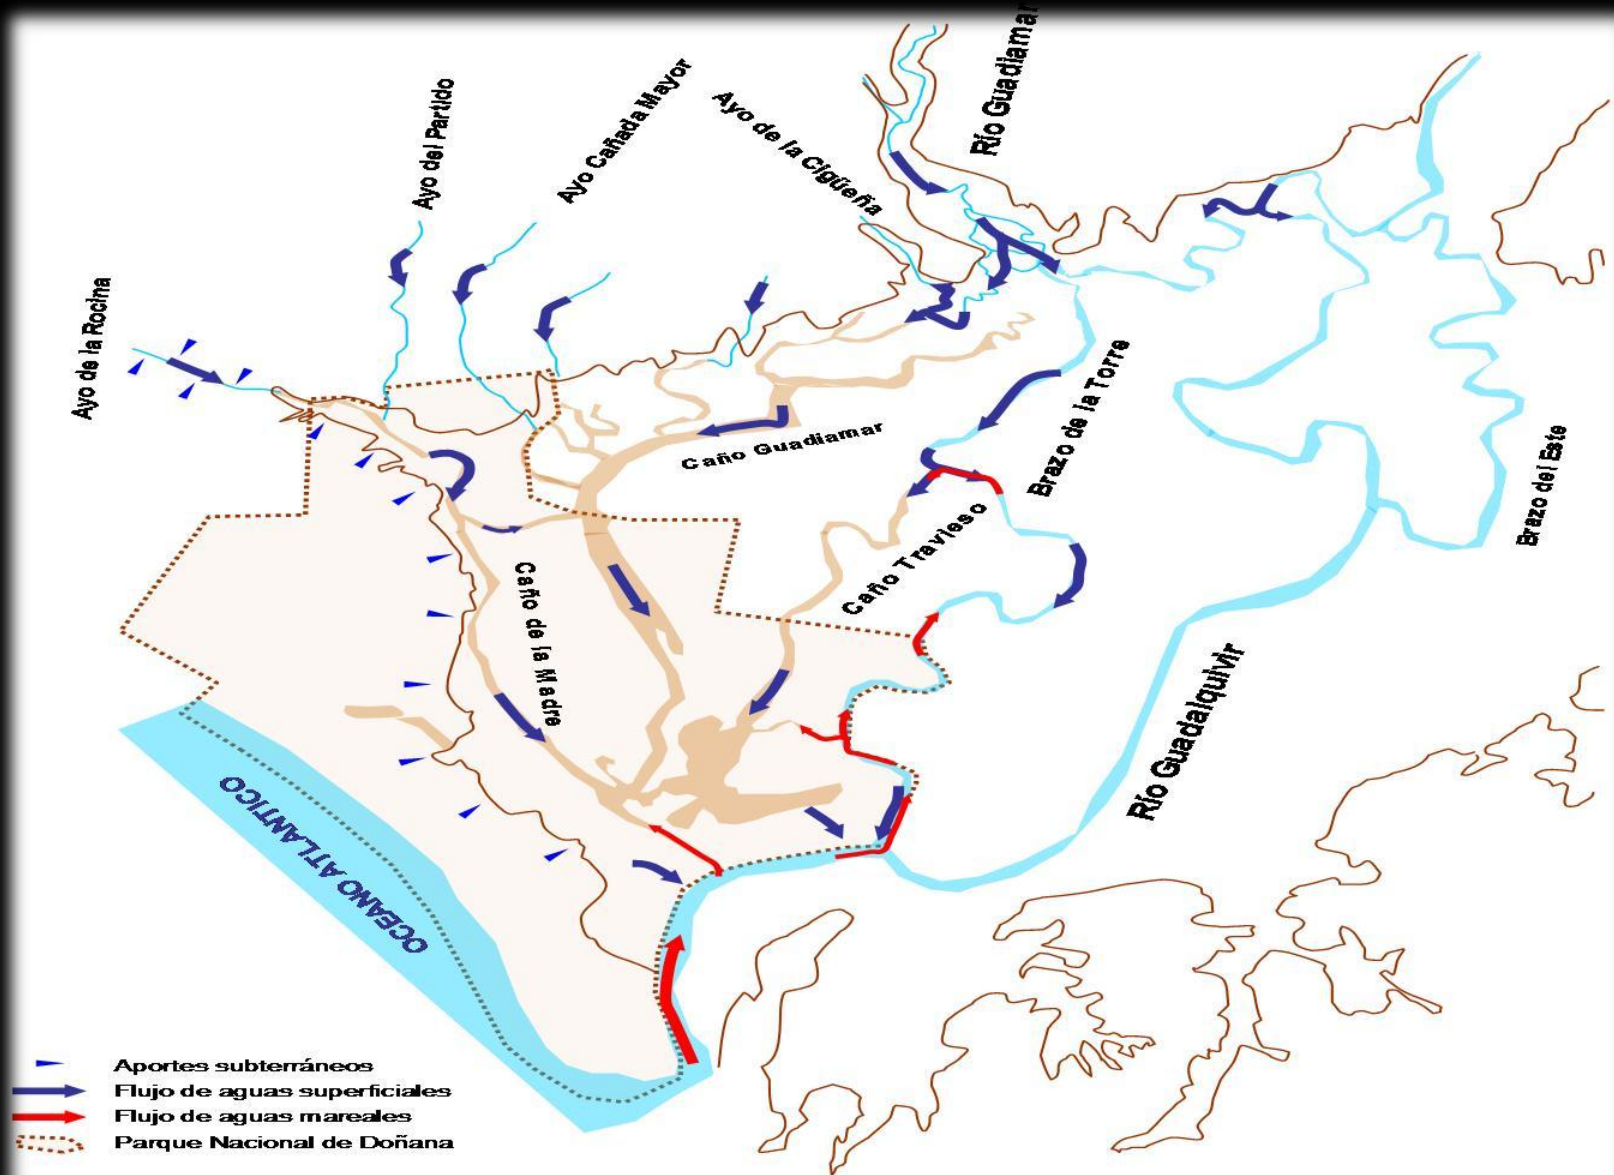 Río Guadiamar
Ayo del Partido
Ayo Cañada Mayor
Ayo de la Cigüeña
Ayo de la Rocina
Caño Guadiamar
Brazo de la Torre
Brazo del Este
Caño Travieso
Caño de la Madre
Río Guadalquivir
OCEANO ATLANTICO
Aportes subterráneos
Flujo de aguas superficiales
Flujo de aguas mareales
Parque Nacional de Doñana